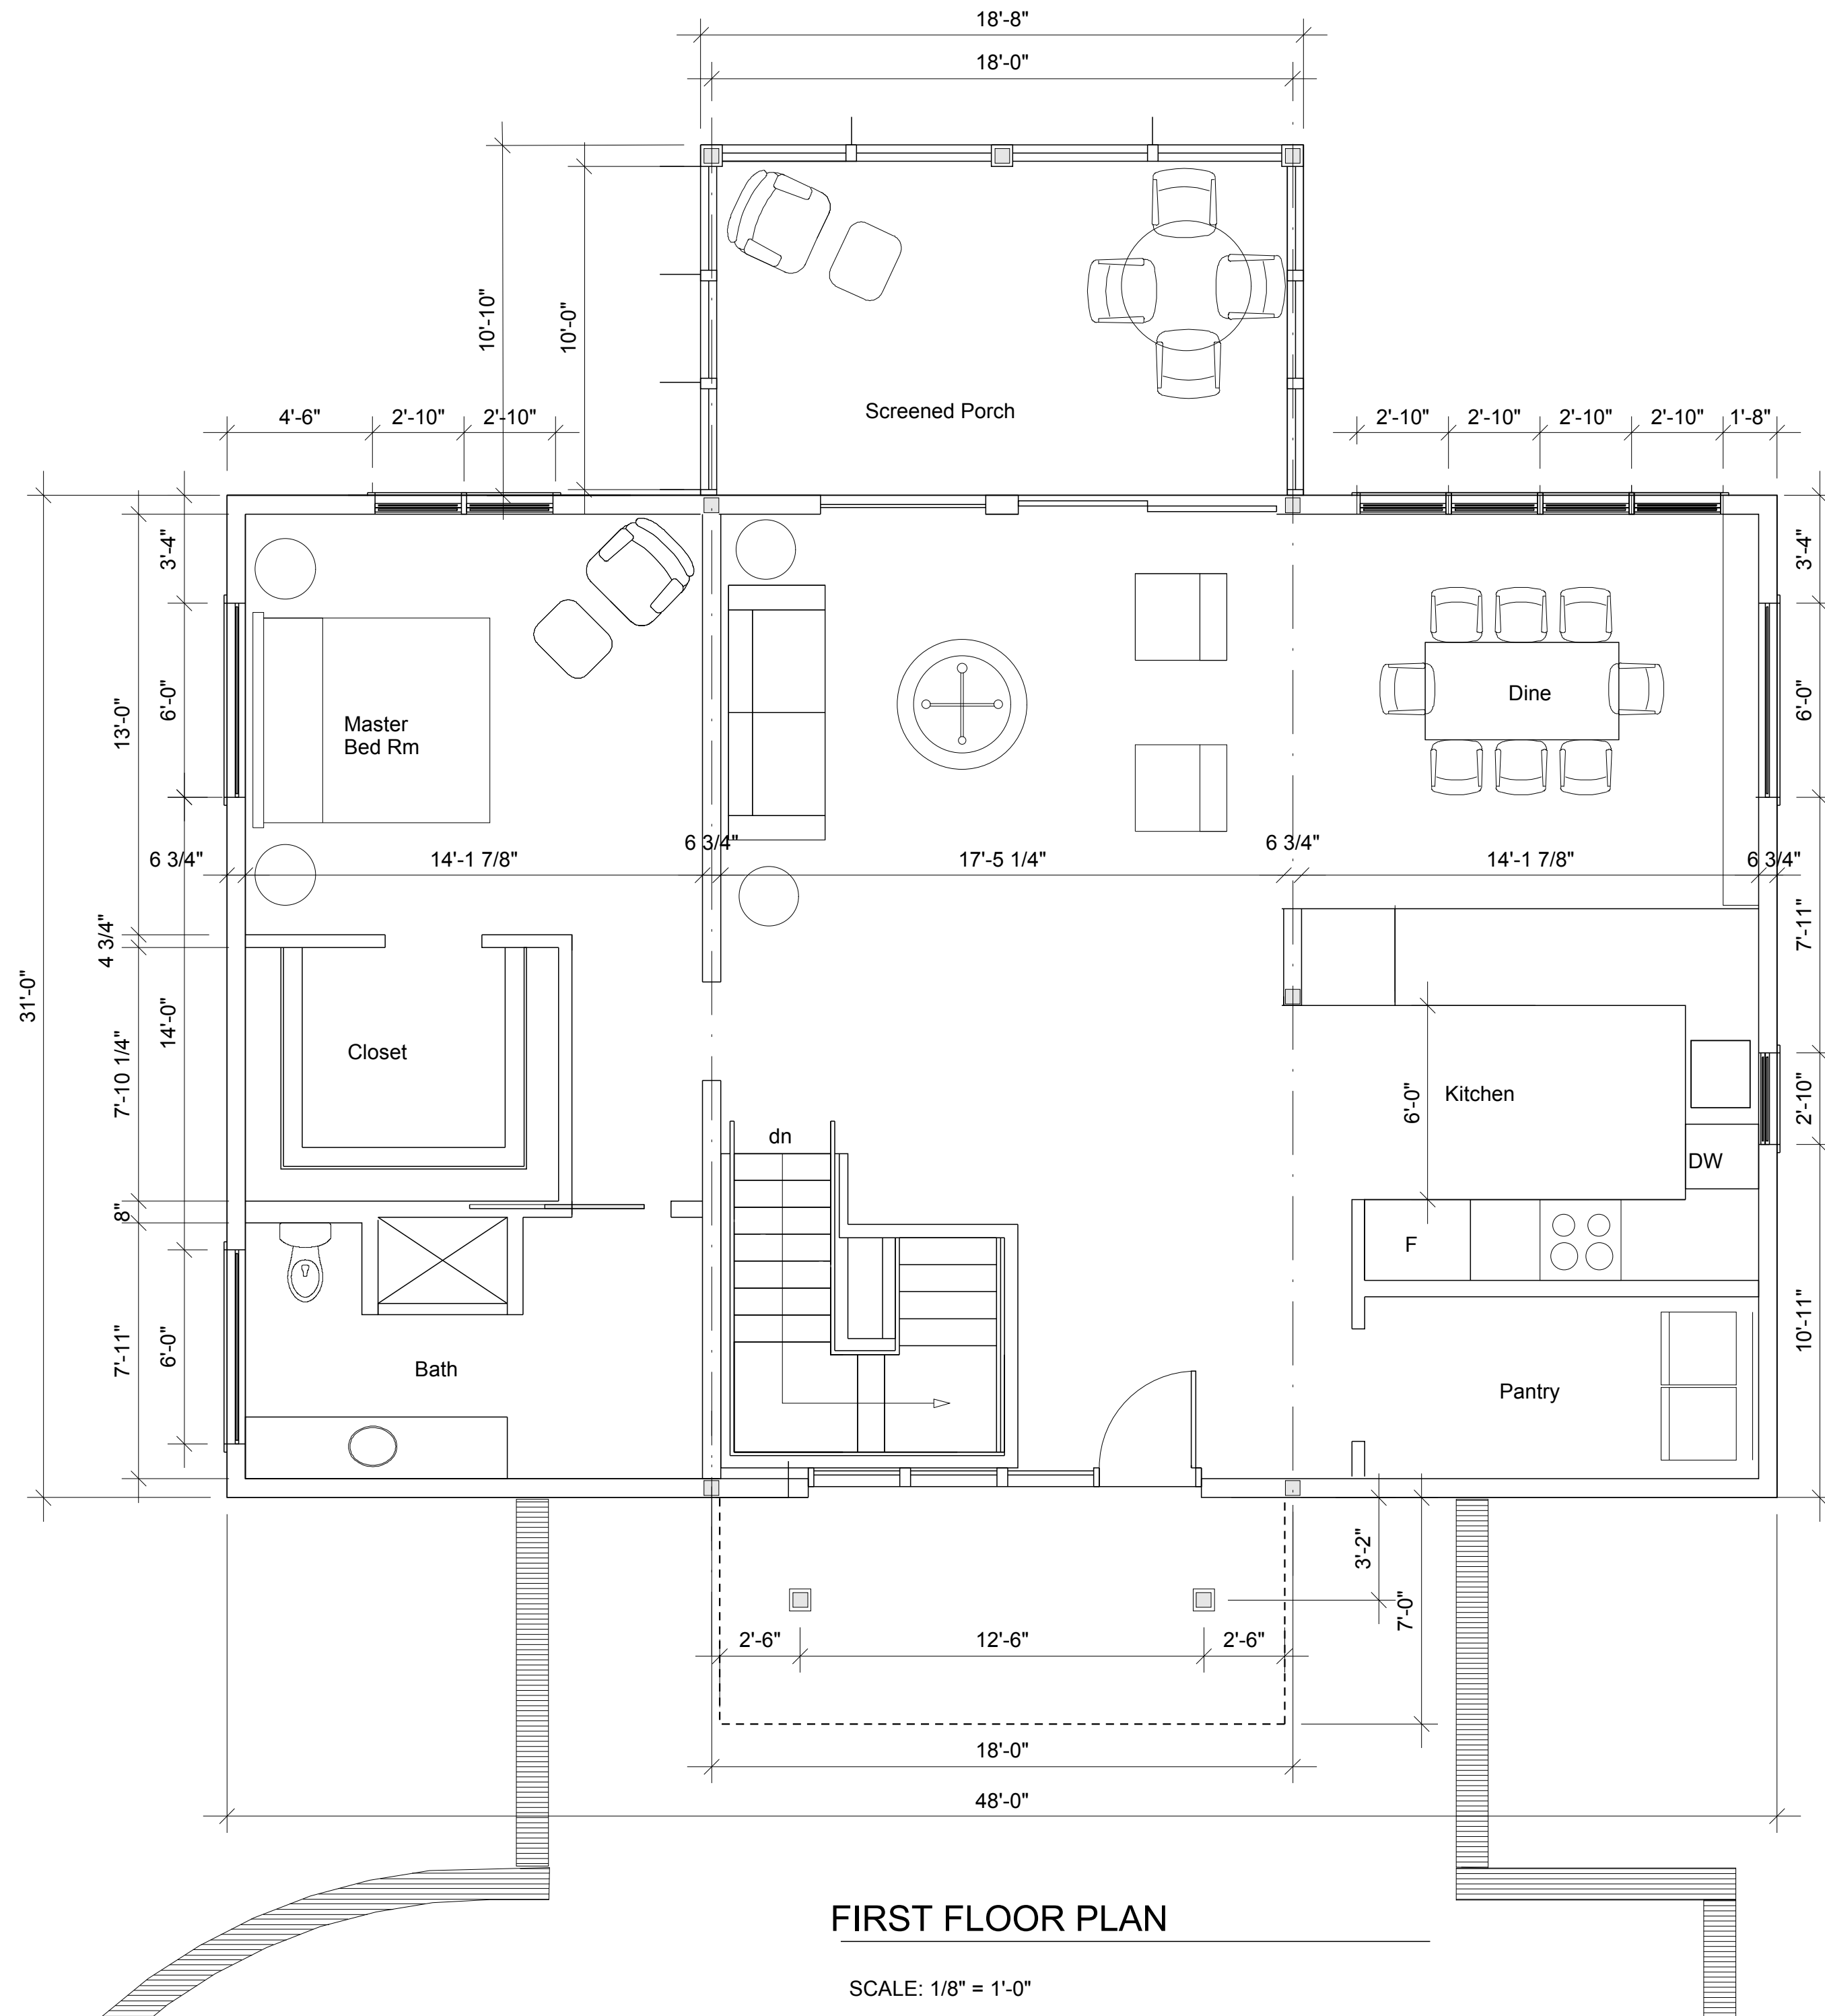 18'-8"
18'-0"
10'-10"
10'-0"
Screened Porch
4'-6" 2'-10" 2'-10"
2'-10" 2'-10" 2'-10" 2'-10" 1'-8"
3'-4"
3'-4"
13'-0"
6'-0"
Master
Bed Rm
Dine
6'-0"
6 3/4" 14'-1 7/8" 6 3/4" 17'-5 1/4" 6 3/4" 14'-1 7/8" 6 3/4"
4 3/4"
7'-11"
31'-0"
14'-0"
7'-10 1/4"
Closet
Kitchen
6'-0"
2'-10"
dn
DW
8"
F
7'-11"
6'-0"
Bath
Pantry
10'-11"
3'-2"
7'-0"
2'-6" 12'-6" 2'-6"
18'-0"
48'-0"
FIRST FLOOR PLAN
SCALE: 1/8" = 1'-0"